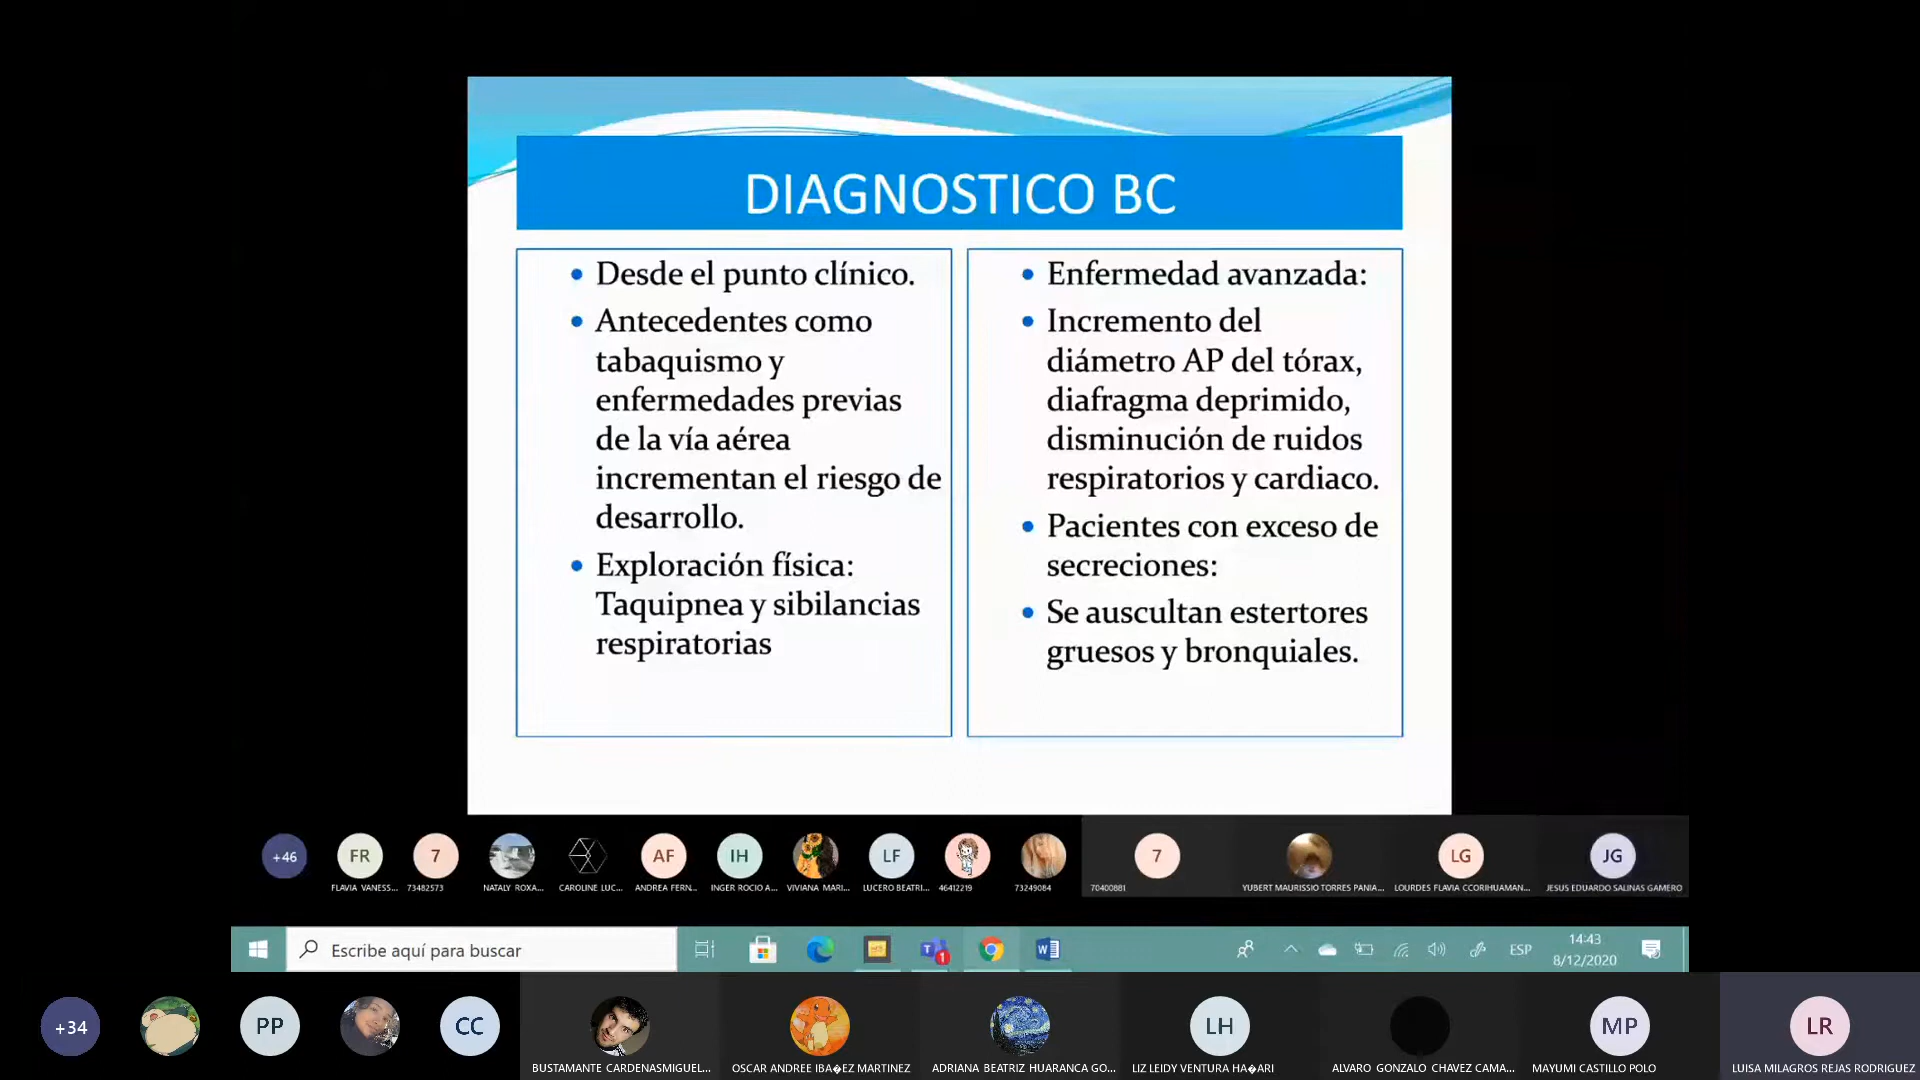 DIAGNOSTICO BC
• Desde el punto clínico.
• Antecedentes como
tabaquismo y
enfermedades previas
de la vía aérea
incrementan el riesgo de
desarrollo.
• Exploración física:
Taquipnea y sibilancias
respiratorias
• Enfermedad avanzada:
• Incremento del
diámetro AP del tórax,
diafragma deprimido,
disminución de ruidos
respiratorios y cardiaco.
• Pacientes con exceso de
secreciones:
• Se auscultan estertores
gruesos y bronquiales.
+46
FR
7
AF
IH
LF
7
LG
JG
FLAVIA VANESS...
73482573
NATALY ROXA...
CAROLINE LUC...
ANDREA FERN...
INGER ROCIO A...
VIVIANA MARI...
LUCERO BEATRI...
46412219
73249084
70400881
YUBERT MAURISSIO TORRES PANIA...
LOURDES FLAVIA CCORIHUAMAN...
JESUS EDUARDO SALINAS GAMERO
Escribe aquí para buscar
1
ESP
14:43
8/12/2020
+34
PP
CC
LH
MP
LR
BUSTAMANTE CARDENASMIGUEL...
OSCAR ANDREE IBA�EZ MARTINEZ
ADRIANA BEATRIZ HUARANCA GO...
LIZ LEIDY VENTURA HA�ARI
ALVARO GONZALO CHAVEZ CAMA...
MAYUMI CASTILLO POLO
LUISA MILAGROS REJAS RODRIGUEZ